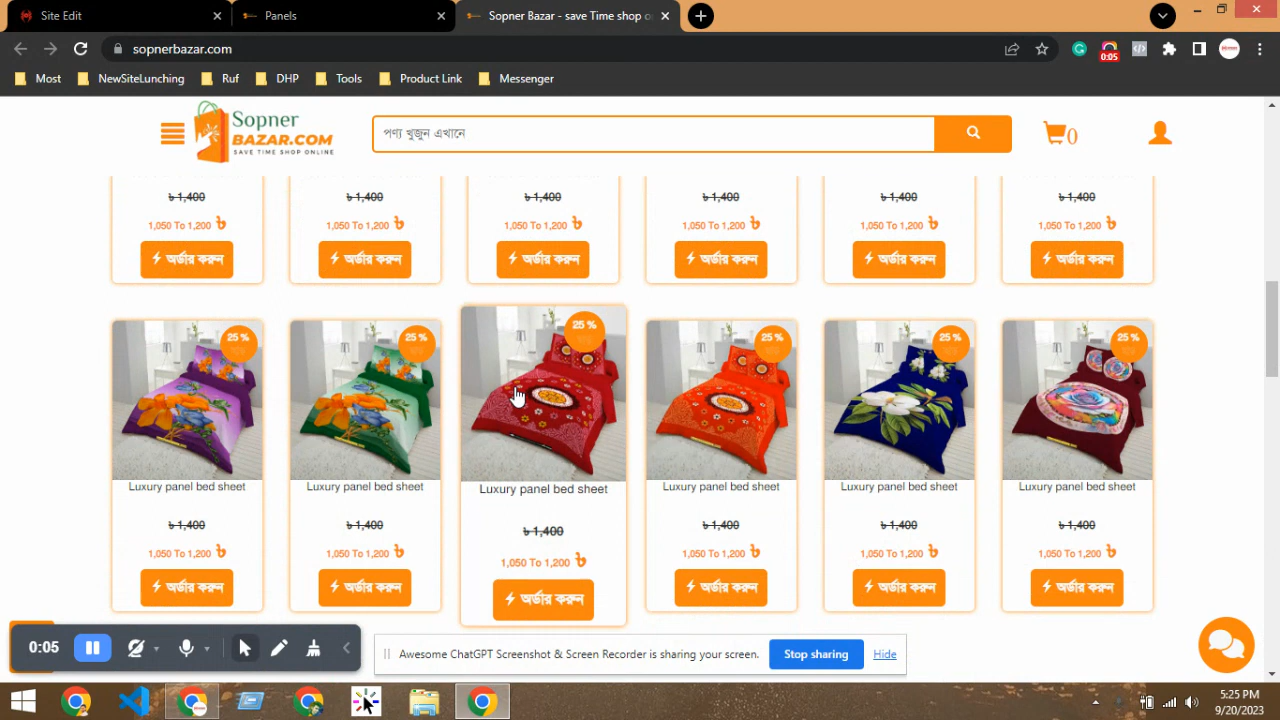 Site Edit
Panels
Sopner Bazar - save Time shop o
sopnerbazar.com
0:05
Most
NewSiteLunching
Ruf
DHP
Tools
Product Link
Messenger
Sopner
BAZAR.COM
SAVE TIME SHOP ONLINE
পণ্য খুজুন এখানে
0
৳ 1,400 ৳ 1,400 ৳ 1,400 ৳ 1,400 ৳ 1,400 ৳ 1,400
1,050 To 1,200 ৳ 1,050 To 1,200 ৳ 1,050 To 1,200 ৳ 1,050 To 1,200 ৳ 1,050 To 1,200 ৳ 1,050 To 1,200 ৳
অর্ডার করুন অর্ডার করুন অর্ডার করুন অর্ডার করুন অর্ডার করুন অর্ডার করুন
25 % 25 % 25 % 25 % 25 % 25 %
Luxury panel bed sheet Luxury panel bed sheet Luxury panel bed sheet Luxury panel bed sheet Luxury panel bed sheet Luxury panel bed sheet
৳ 1,400 ৳ 1,400 ৳ 1,400 ৳ 1,400 ৳ 1,400 ৳ 1,400
1,050 To 1,200 ৳ 1,050 To 1,200 ৳ 1,050 To 1,200 ৳ 1,050 To 1,200 ৳ 1,050 To 1,200 ৳ 1,050 To 1,200 ৳
অর্ডার করুন অর্ডার করুন অর্ডার করুন অর্ডার করুন অর্ডার করুন অর্ডার করুন
0:05
Awesome ChatGPT Screenshot & Screen Recorder is sharing your screen.
Stop sharing
Hide
5:25 PM
9/20/2023